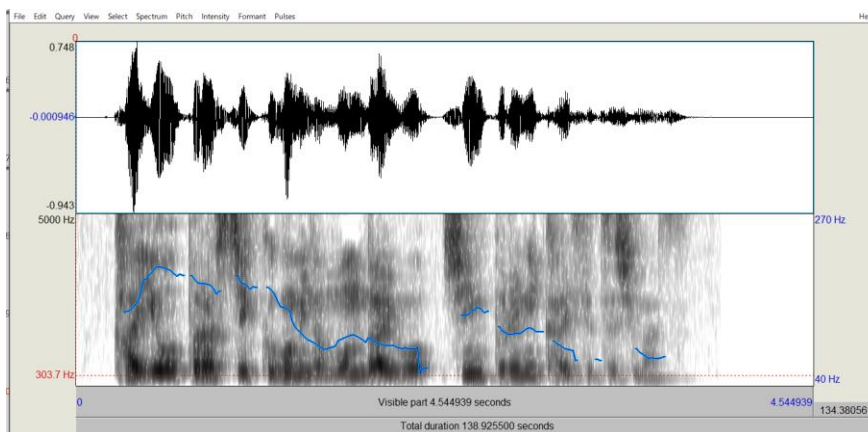 File Edit Query View Select Spectrum Pitch Intensity Formant Pulses He
0
0.748
-0.000946
-0.943
5000 Hz 270 Hz
303.7 Hz 40 Hz
0 Visible part 4.544939 seconds 4.544939
134.38056
Total duration 138.925500 seconds